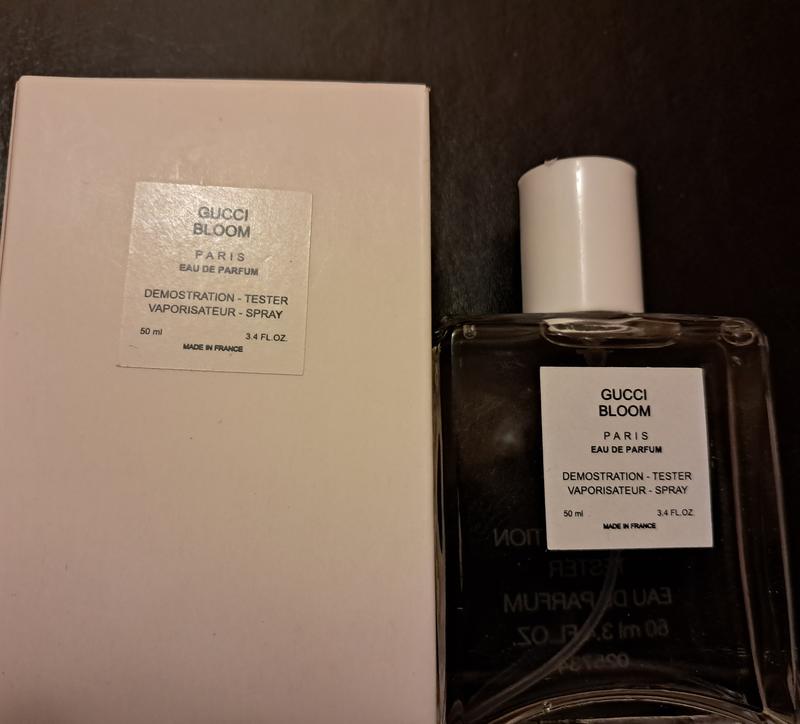 GUCCI
BLOOM
PARIS
EAU DE PARFUM
DEMOSTRATION - TESTER
VAPORISATEUR - SPRAY
50 ml 3.4 FL.OZ.
MADE IN FRANCE
GUCCI
BLOOM
PARIS
EAU DE PARFUM
DEMOSTRATION - TESTER
VAPORISATEUR - SPRAY
50 ml 3.4 FL.OZ.
MADE IN FRANCE
TION
TESTER
EAU DE PARFUM